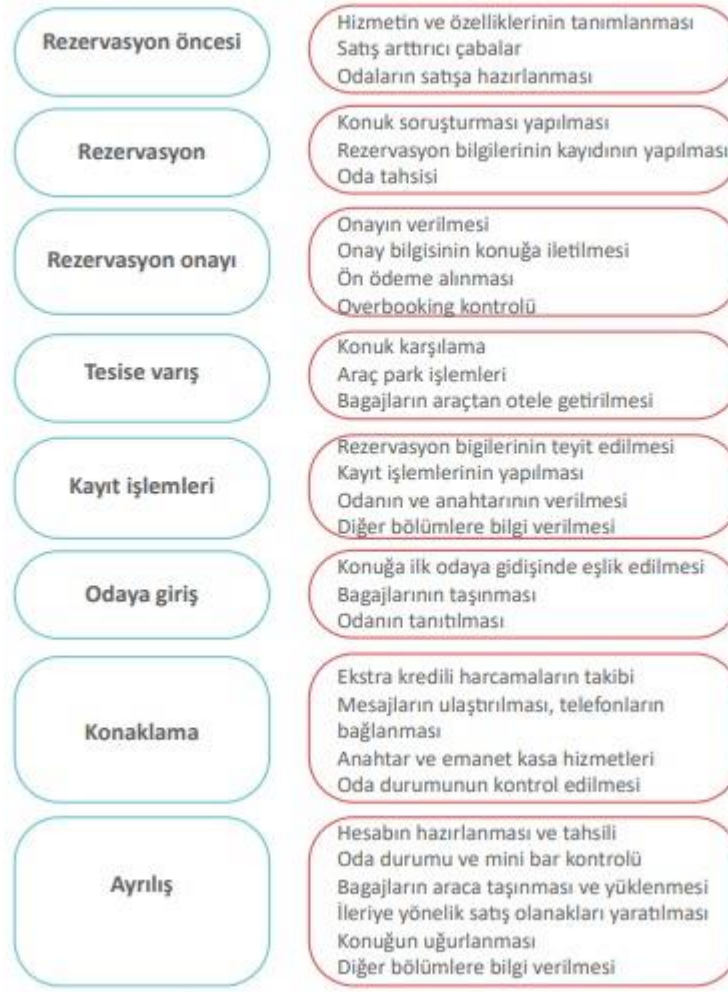 Rezervasyon öncesi
Hizmetin ve özelliklerinin tanımlanması
Satış arttırıcı çabalar
Odaların satışa hazırlanması
Rezervasyon
Konuk soruşturması yapılması
Rezervasyon bilgilerinin kayıdının yapılması
Oda tahsisi
Rezervasyon onayı
Onayın verilmesi
Onay bilgisinin konuğa iletilmesi
Ön ödeme alınması
Overbooking kontrolü
Tesise varış
Konuk karşılama
Araç park işlemleri
Bagajların araçtan otele getirilmesi
Kayıt işlemleri
Rezervasyon bigilerinin teyit edilmesi
Kayıt işlemlerinin yapılması
Odanın ve anahtarının verilmesi
Diğer bölümlere bilgi verilmesi
Odaya giriş
Konuğa ilk odaya gidişinde eşlik edilmesi
Bagajlarının taşınması
Odanın tanıtılması
Konaklama
Ekstra kredili harcamaların takibi
Mesajların ulaştırılması, telefonların
bağlanması
Anahtar ve emanet kasa hizmetleri
Oda durumunun kontrol edilmesi
Ayrılış
Hesabın hazırlanması ve tahsili
Oda durumu ve mini bar kontrolü
Bagajların araca taşınması ve yüklenmesi
İleriye yönelik satış olanakları yaratılması
Konuğun uğurlanması
Diğer bölümlere bilgi verilmesi